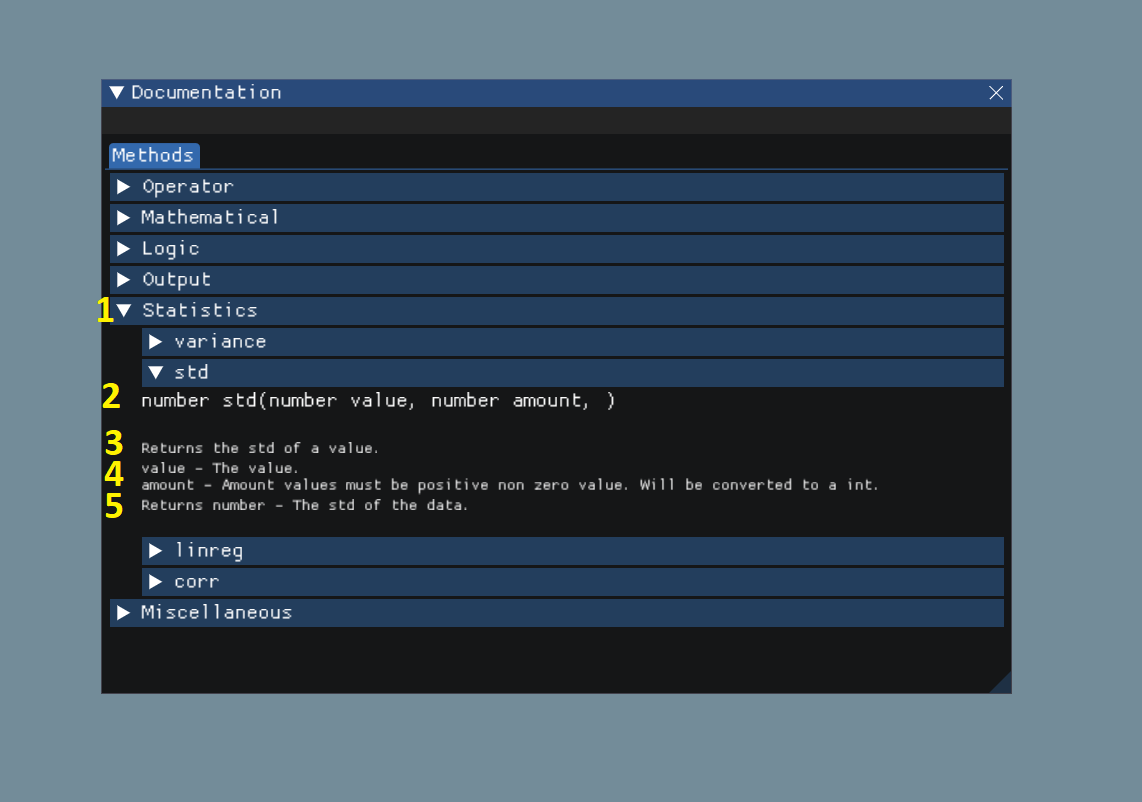 Documentation
Methods
Operator
Mathematical
Logic
Output
1 Statistics
variance
std
2 number std(number value, number amount, )
3 Returns the std of a value.
4 value - The value.
amount - Amount values must be positive non zero value. Will be converted to a int.
5 Returns number - The std of the data.
linreg
corr
Miscellaneous